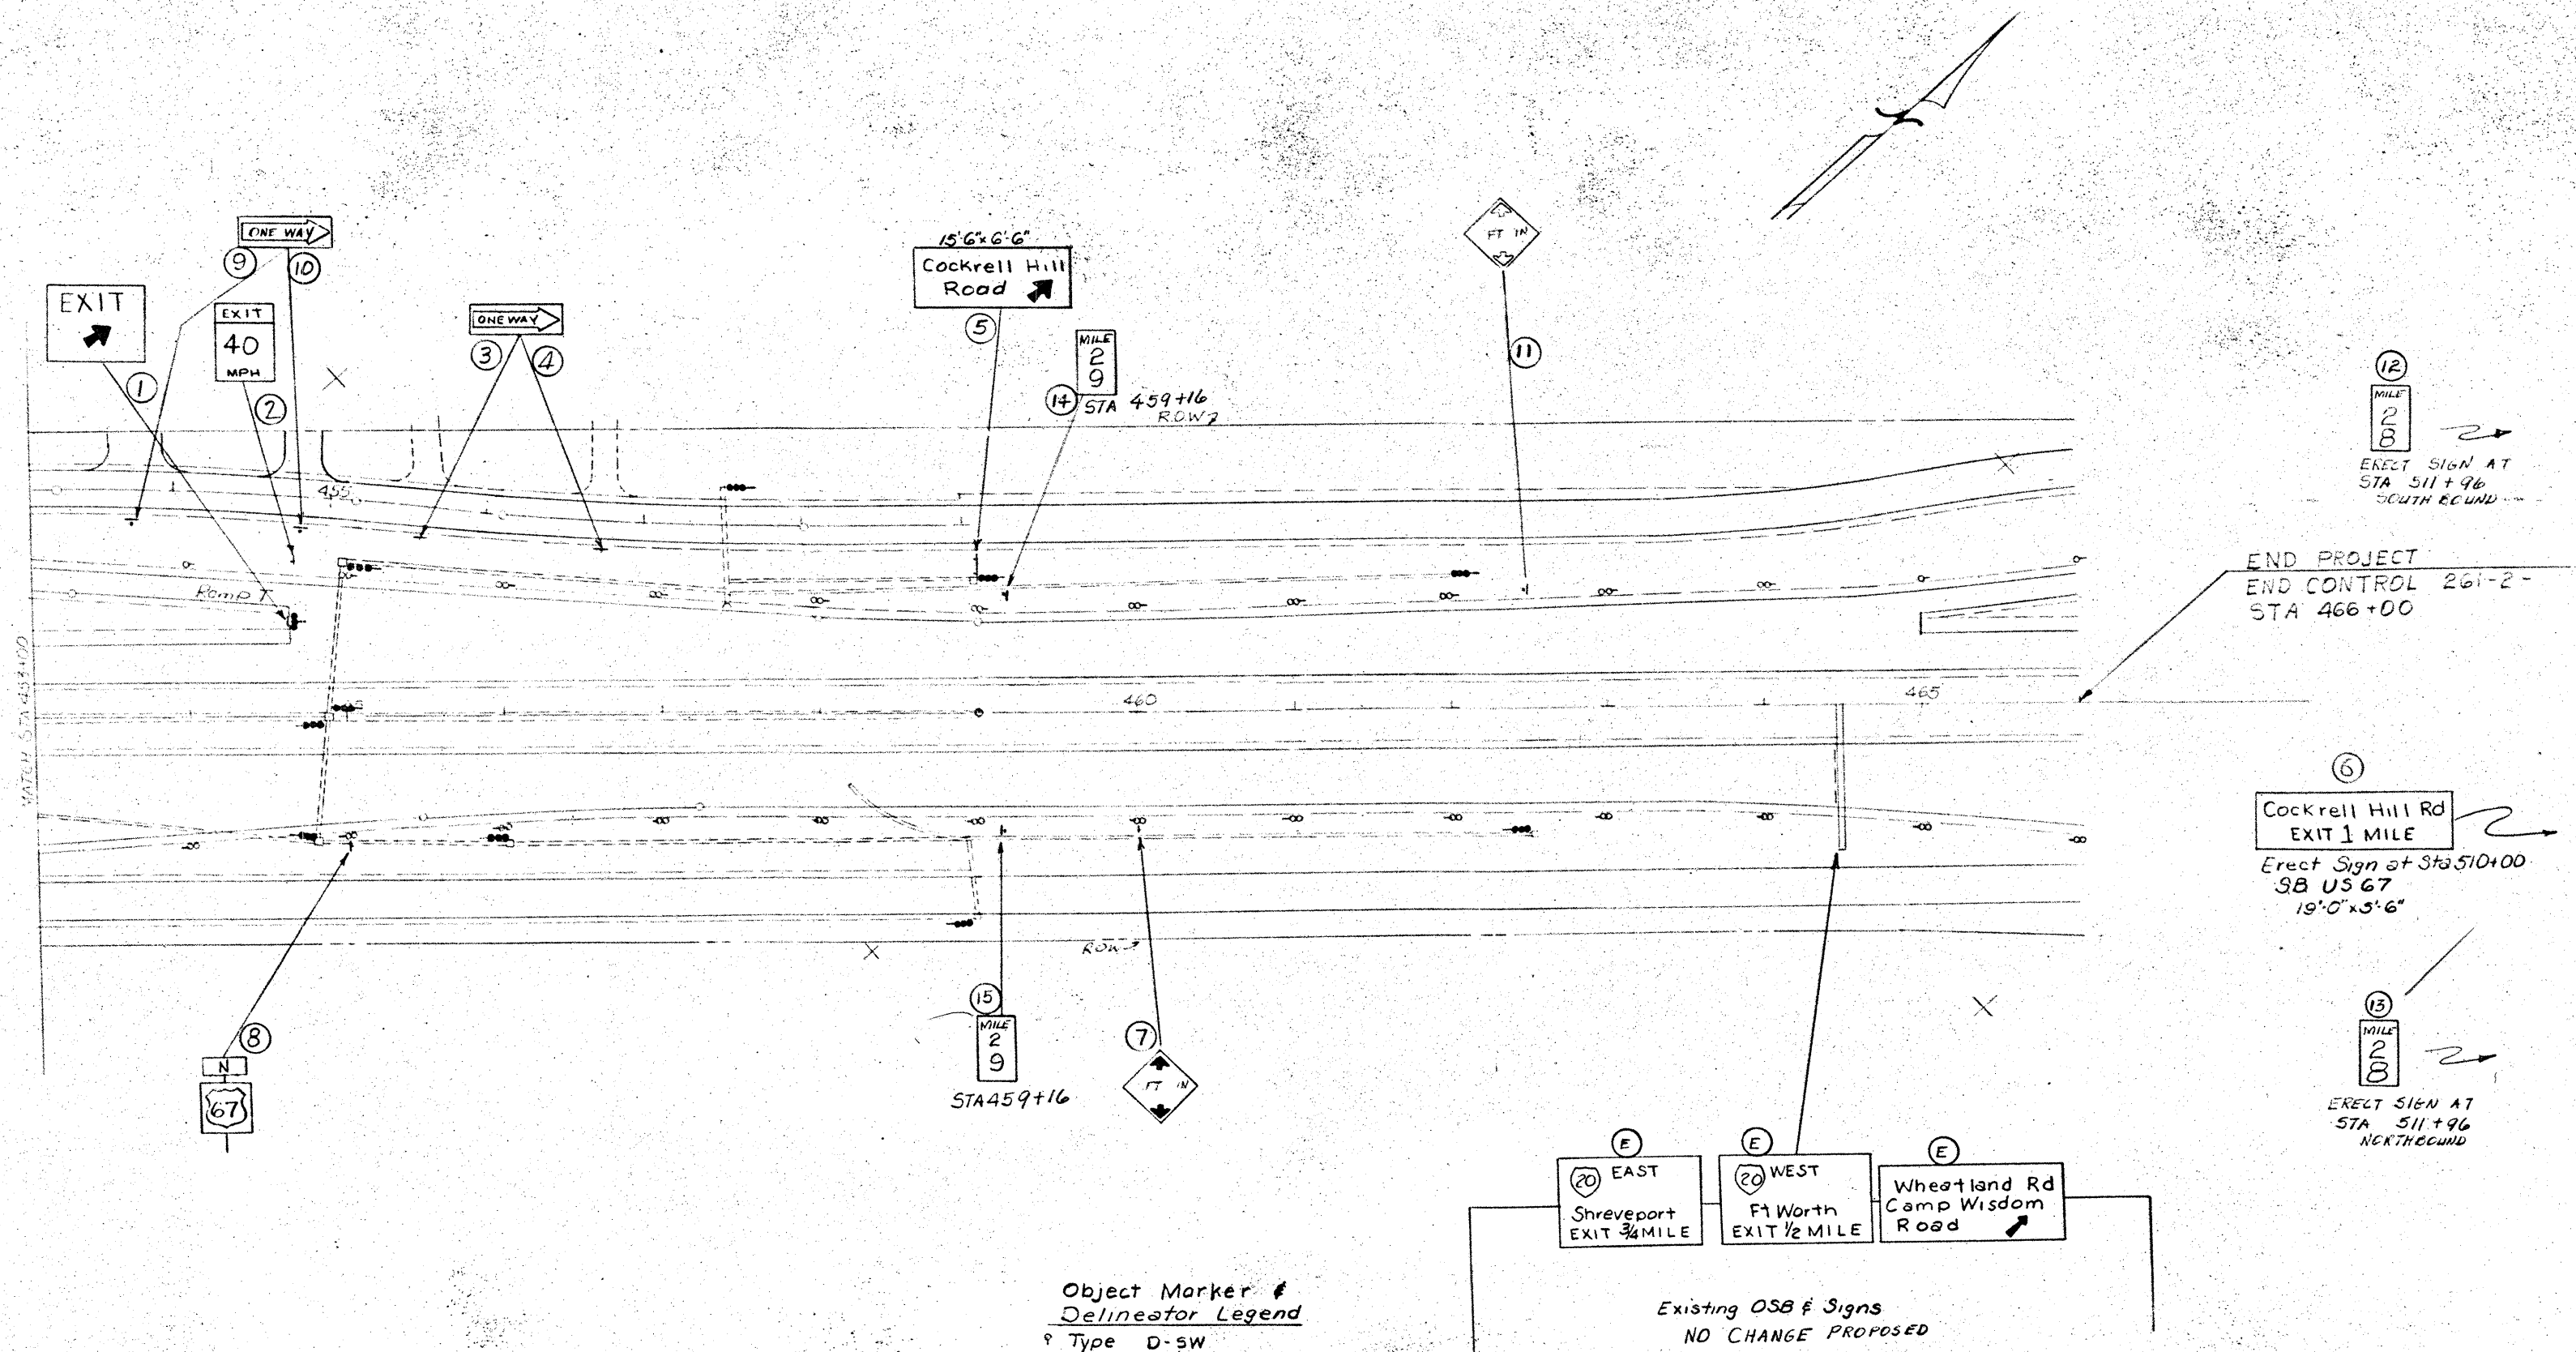 ONE WAY
9
10
EXIT
1
EXIT
40
MPH
2
ONE WAY
3
4
15'-6"x6'-6"
Cockrell Hill
Road
5
MILE
2
9
14
STA 459+16
ROW
FT IN
11
12
MILE
2
8
ERECT SIGN AT
STA 511+96
SOUTH BOUND
455
Ramp
MATCH STA 453+00
460
465
END PROJECT
END CONTROL 261-2-
STA 466+00
6
Cockrell Hill Rd
EXIT 1 MILE
Erect Sign at Sta 510+00
SB US 67
19'-0"x5'-6"
ROW
8
N
67
15
MILE
2
9
STA 459+16
7
FT IN
13
MILE
2
8
ERECT SIGN AT
STA 511+96
NORTHBOUND
E
20 EAST
Shreveport
EXIT 3/4 MILE
E
20 WEST
Ft Worth
EXIT 1/2 MILE
E
Wheatland Rd
Camp Wisdom
Road
Object Marker &
Delineator Legend
Type D-SW
Existing OSB & Signs
NO CHANGE PROPOSED